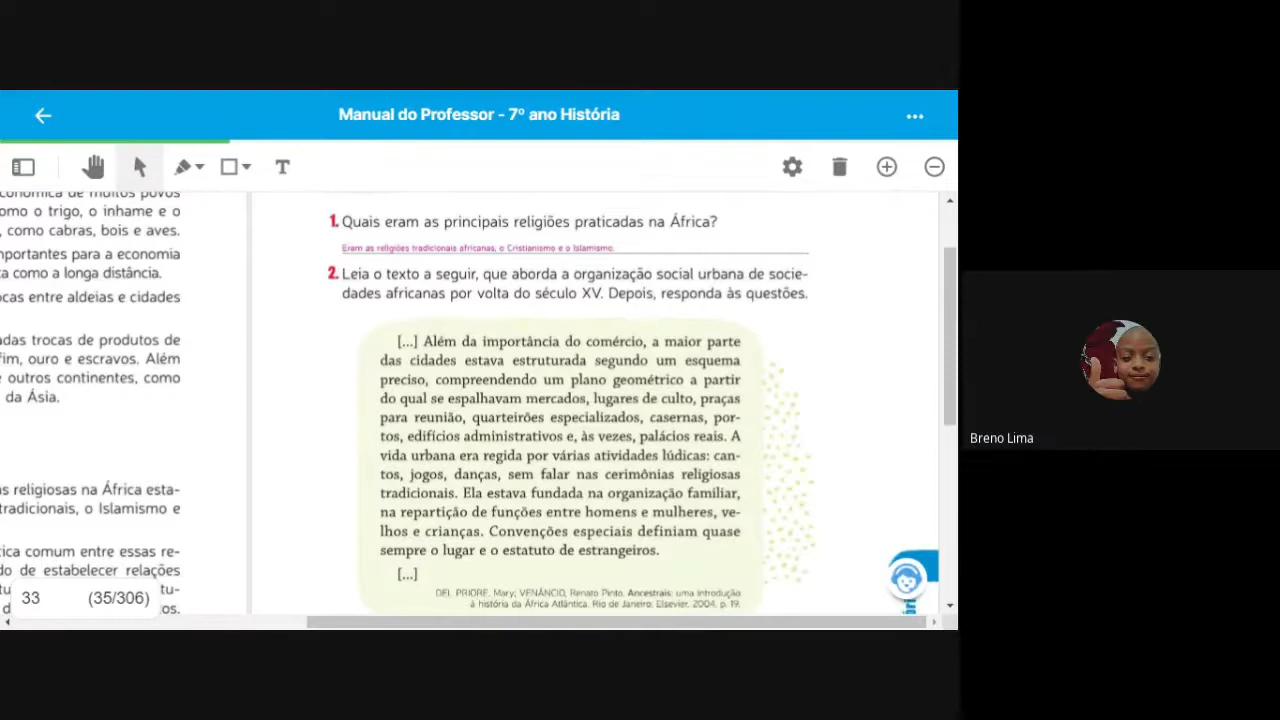 Manual do Professor - 7º ano História
T
omo o trigo, o inhame e o
, como cabras, bois e aves.
portantes para a economia
ta como a longa distância.
cas entre aldeias e cidades
adas trocas de produtos de
fim, ouro e escravos. Além
outros continentes, como
da Ásia.
s religiosas na África esta-
tradicionais, o Islamismo e
ica comum entre essas re-
do de estabelecer relações
33 (35/306)
1. Quais eram as principais religiões praticadas na África?
Eram as religiões tradicionais africanas, o Cristianismo e o Islamismo.
2. Leia o texto a seguir, que aborda a organização social urbana de socie-
dades africanas por volta do século XV. Depois, responda às questões.
[...] Além da importância do comércio, a maior parte
das cidades estava estruturada segundo um esquema
preciso, compreendendo um plano geométrico a partir
do qual se espalhavam mercados, lugares de culto, praças
para reunião, quarteirões especializados, casernas, por-
tos, edifícios administrativos e, às vezes, palácios reais. A
vida urbana era regida por várias atividades lúdicas: can-
tos, jogos, danças, sem falar nas cerimônias religiosas
tradicionais. Ela estava fundada na organização familiar,
na repartição de funções entre homens e mulheres, ve-
lhos e crianças. Convenções especiais definiam quase
sempre o lugar e o estatuto de estrangeiros.
[...]
DEL PRIORE, Mary; VENÂNCIO, Renato Pinto. Ancestrais: uma introdução
à história da África Atlântica. Rio de Janeiro: Elsevier, 2004. p. 19.
Breno Lima